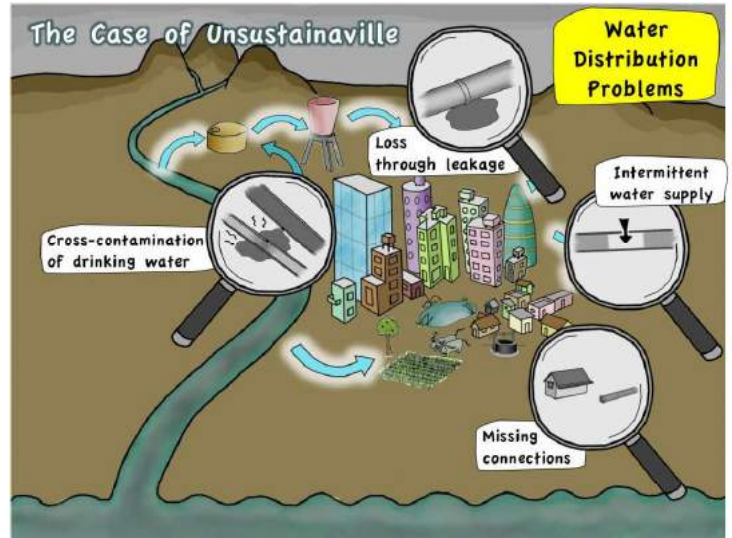 The Case of Unsustainaville
Water
Distribution
Problems
Loss
through leakage
Intermittent
water supply
Cross-contamination
of drinking water
Missing
connections